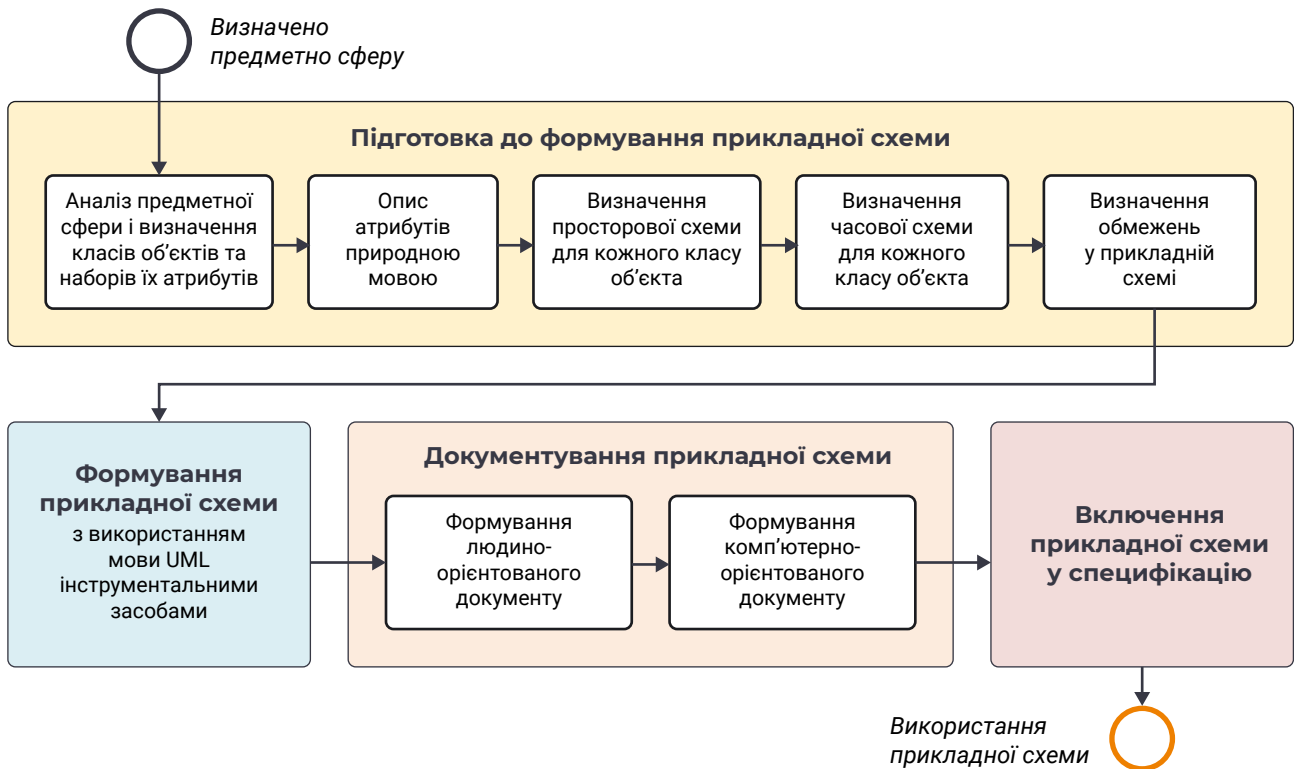 Визначено
предметно сферу
Підготовка до формування прикладної схеми
Аналіз предметної
сфери і визначення
класів об’єктів та
наборів їх атрибутів
Опис
атрибутів
природною
мовою
Визначення
просторової схеми
для кожного класу
об’єкта
Визначення
часової схеми
для кожного
класу об’єкта
Визначення
обмежень
у прикладній
схемі
Формування
прикладної схеми
з використанням
мови UML
інструментальними
засобами
Документування прикладної схеми
Формування
людино-
орієнтованого
документу
Формування
комп’ютерно-
орієнтованого
документу
Включення
прикладної схеми
у специфікацію
Використання
прикладної схеми